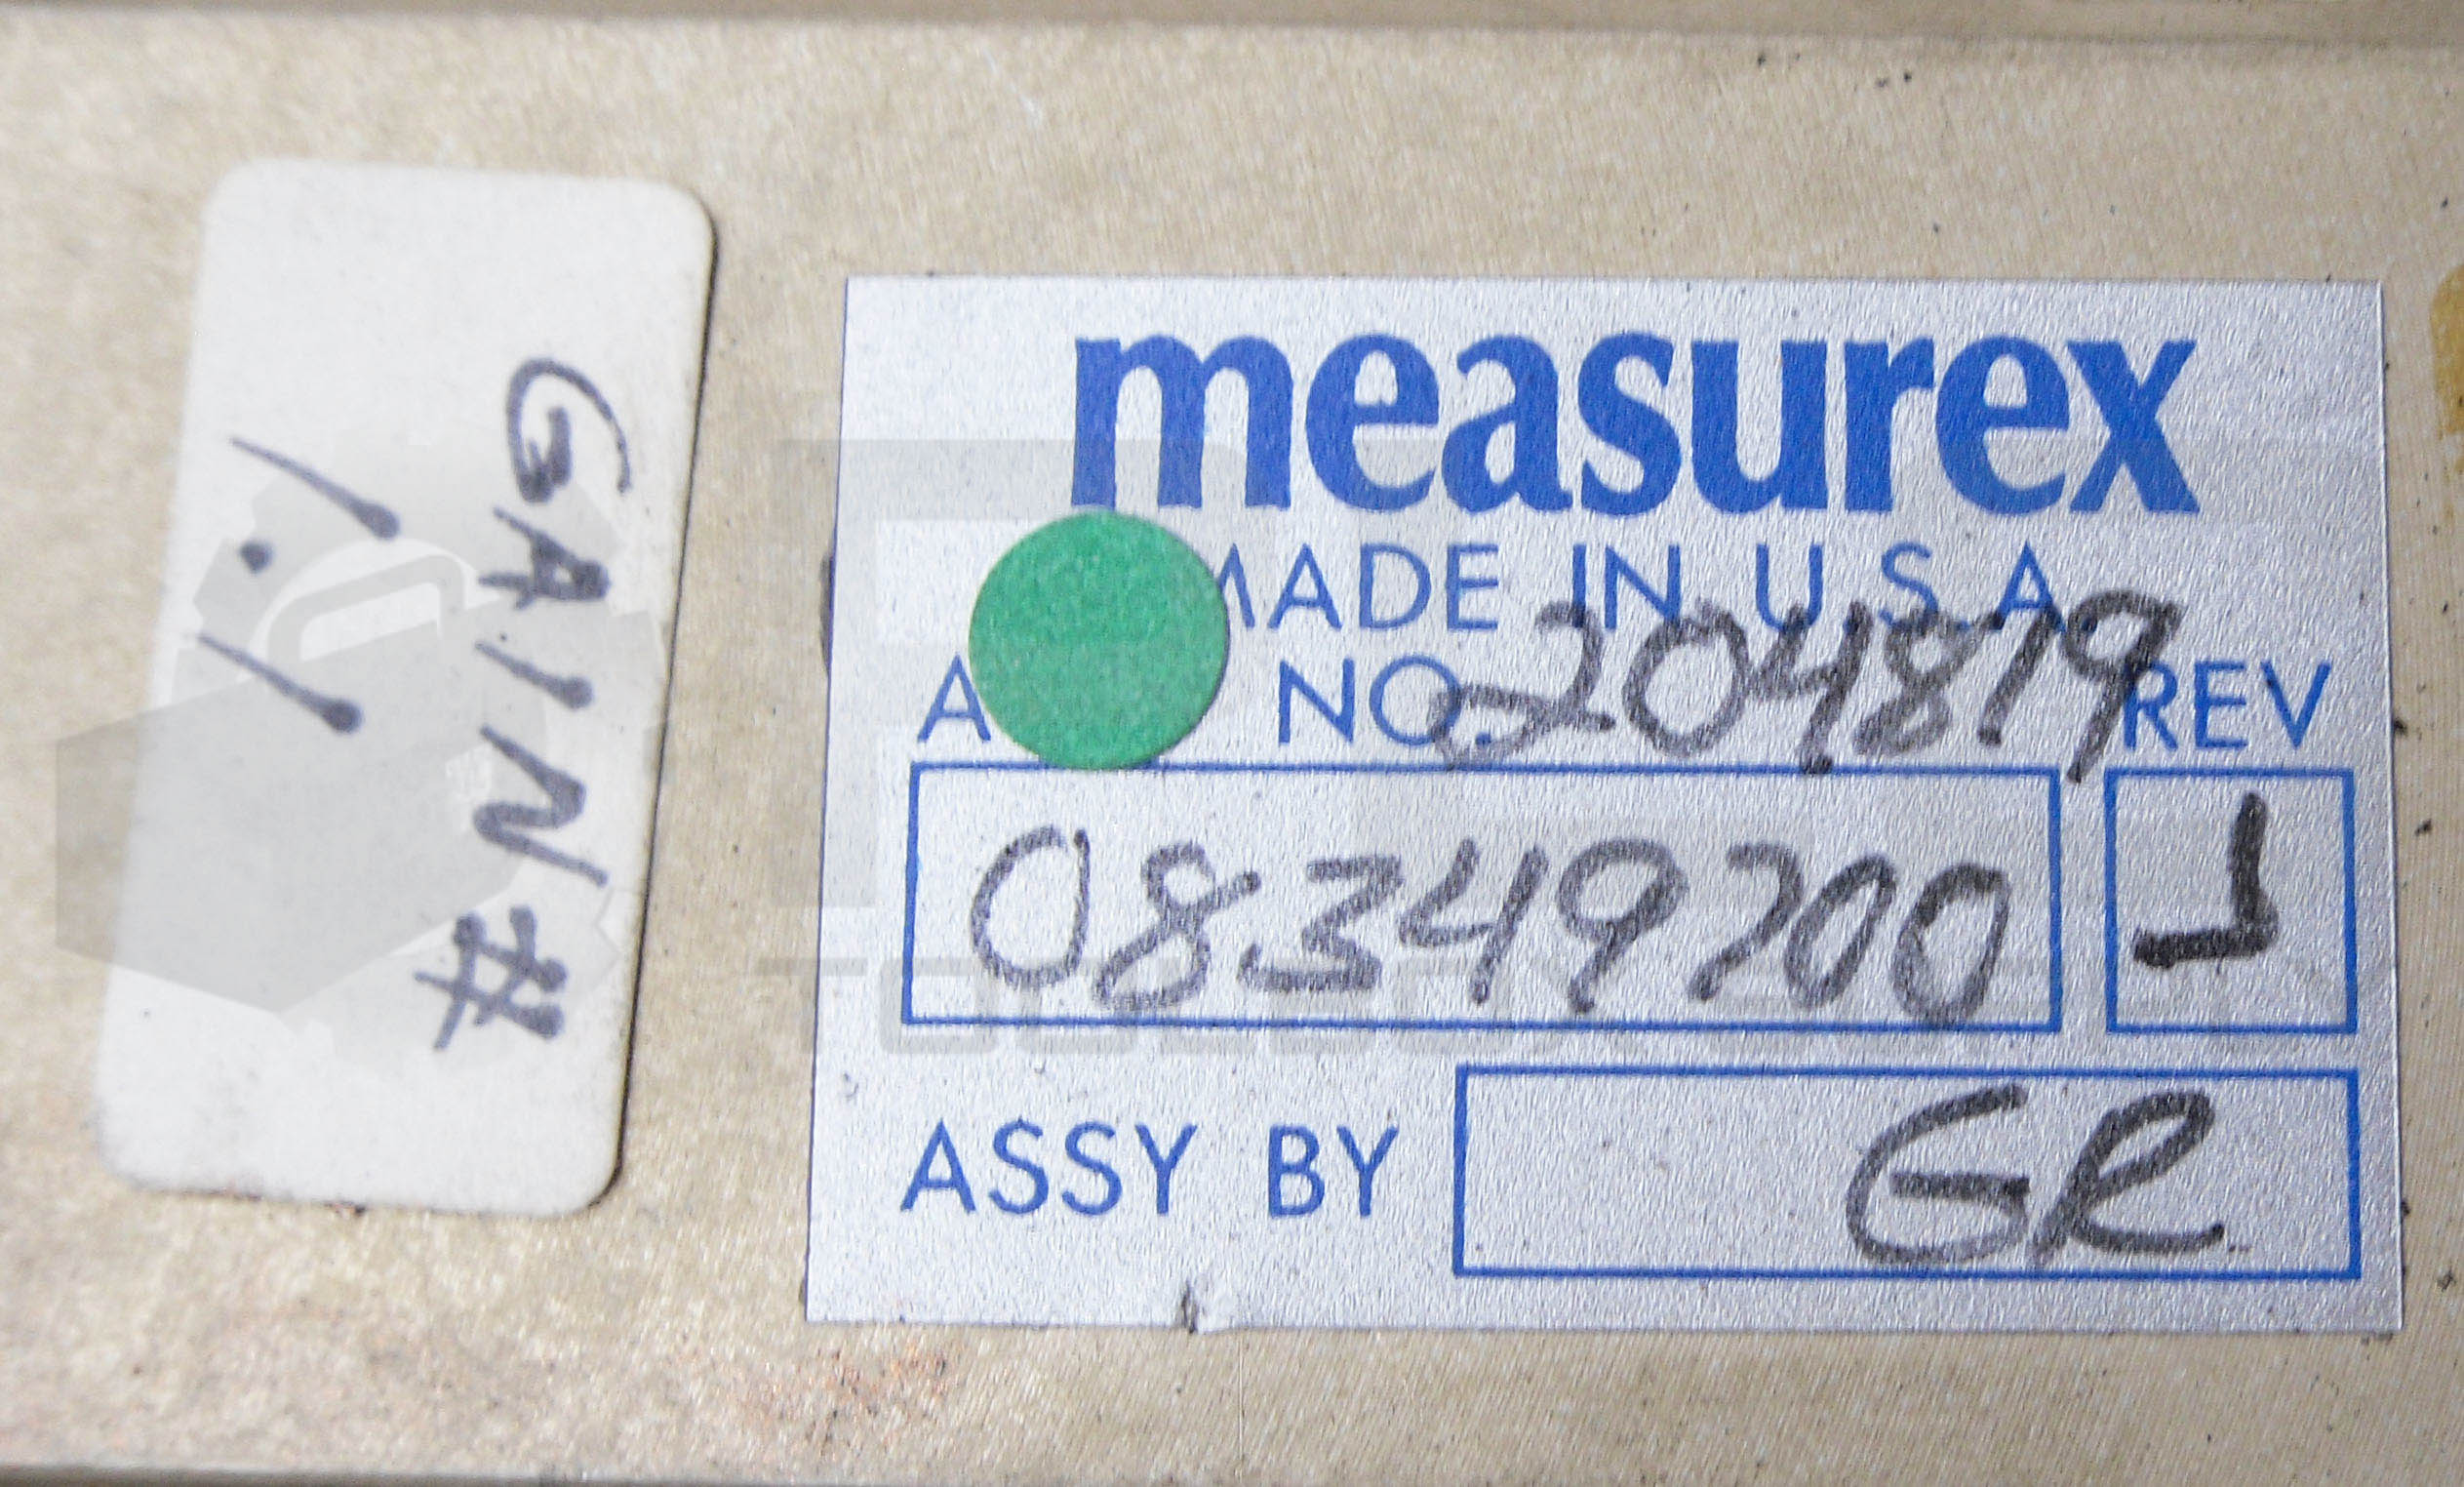 GAIN #
1.1
measurex
MADE IN U.S.A.
NO. 204819 REV
08349200 J
ASSY BY GR